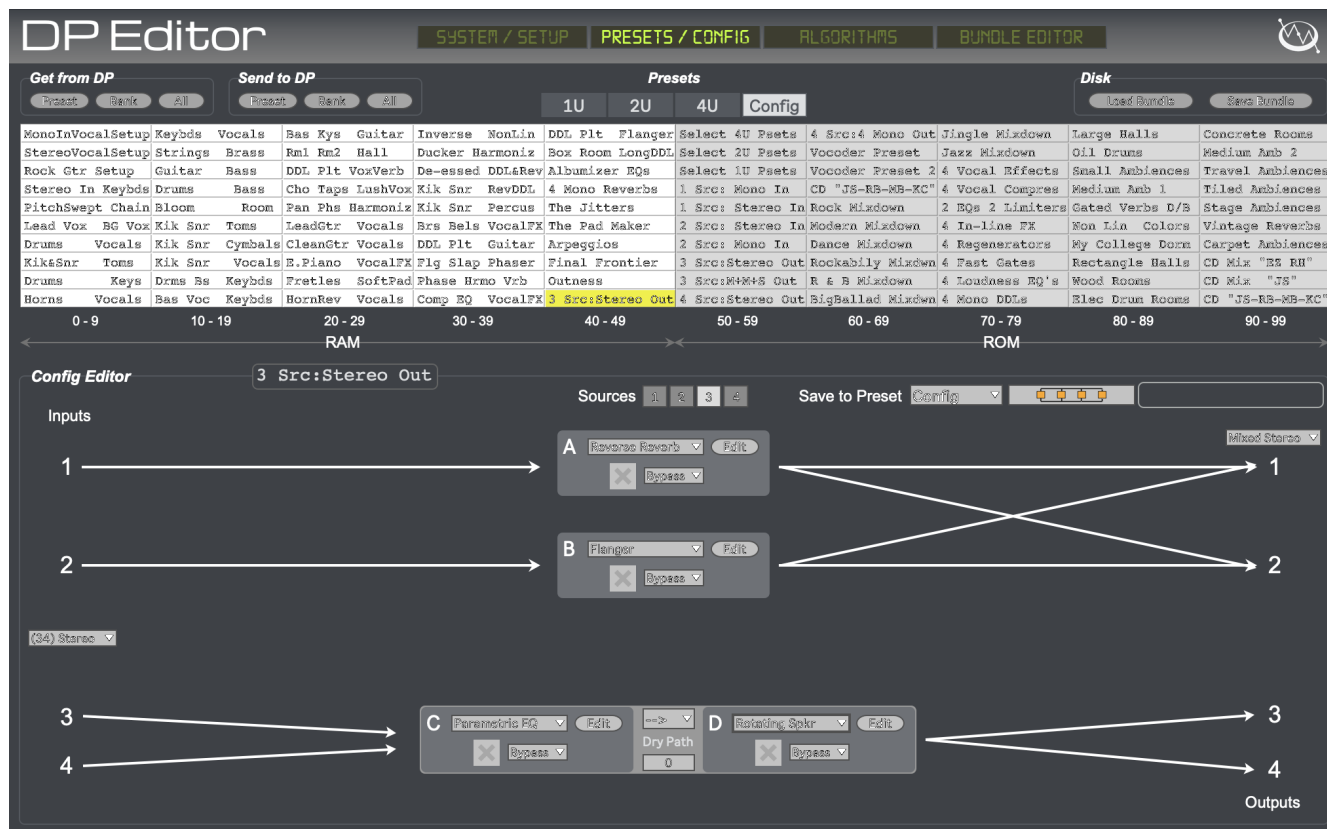 DP Editor
SYSTEM / SETUP PRESETS / CONFIG ALGORITHMS BUNDLE EDITOR
Get from DP Send to DP Presets Disk
Preset Bank All Preset Bank All 1U 2U 4U Config Load Bundle Save Bundle
MonoInVocalSetup Keybds Vocals Bas Kys Guitar Inverse NonLin DDL Plt Flanger Select 4U Psets 4 Src:4 Mono Out Jingle Mixdown Large Halls Concrete Rooms
StereoVocalSetup Strings Brass Rm1 Rm2 Hall Ducker Harmoniz Box Room LongDDL Select 2U Psets Vocoder Preset Jazz Mixdown Oil Drums Medium Amb 2
Rock Gtr Setup Guitar Bass DDL Plt VoxVerb De-essed DDL&Rev Albumizer EQs Select 1U Psets Vocoder Preset 2 4 Vocal Effects Small Ambiences Travel Ambiences
Stereo In Keybds Drums Bass Cho Taps LushVox Kik Snr RevDDL 4 Mono Reverbs 1 Src: Mono In CD "JS-RB-MB-KC" 4 Vocal Compres Medium Amb 1 Tiled Ambiences
PitchSwept Chain Bloom Room Pan Phs Harmoniz Kik Snr Percus The Jitters 1 Src: Stereo In Rock Mixdown 2 EQs 2 Limiters Gated Verbs D/B Stage Ambiences
Lead Vox BG Vox Kik Snr Toms LeadGtr Vocals Brs Bels VocalFX The Pad Maker 2 Src: Stereo In Modern Mixdown 4 In-line FX Non Lin Colors Vintage Reverbs
Drums Vocals Kik Snr Cymbals CleanGtr Vocals DDL Plt Guitar Arpeggios 2 Src: Mono In Dance Mixdown 4 Regenerators My College Dorm Carpet Ambiences
Kik&Snr Toms Kik Snr Vocals E.Piano VocalFX Flg Slap Phaser Final Frontier 3 Src:Stereo Out Rockabily Mixdwn 4 Fast Gates Rectangle Halls CD Mix "EZ RH"
Drums Keys Drms Bs Keybds Fretles SoftPad Phase Hrmo Vrb Outness 3 Src:M+M+S Out R & B Mixdown 4 Loudness EQ's Wood Rooms CD Mix "JS"
Horns Vocals Bas Voc Keybds HornRev Vocals Comp EQ VocalFX 3 Src:Stereo Out 4 Src:Stereo Out BigBallad Mixdwn 4 Mono DDLs Elec Drum Rooms CD "JS-RB-MB-KC"
0 - 9 10 - 19 20 - 29 30 - 39 40 - 49 50 - 59 60 - 69 70 - 79 80 - 89 90 - 99
RAM ROM
Config Editor 3 Src:Stereo Out
Sources 1 2 3 4 Save to Preset Config
Inputs
Mixed Stereo
A Reverse Reverb Edit
1 1
Bypass
B Flanger Edit
2 2
Bypass
(34) Stereo
3 C Parametric EQ Edit --> D Rotating Spkr Edit 3
Dry Path
Bypass Bypass
4 0 4
Outputs